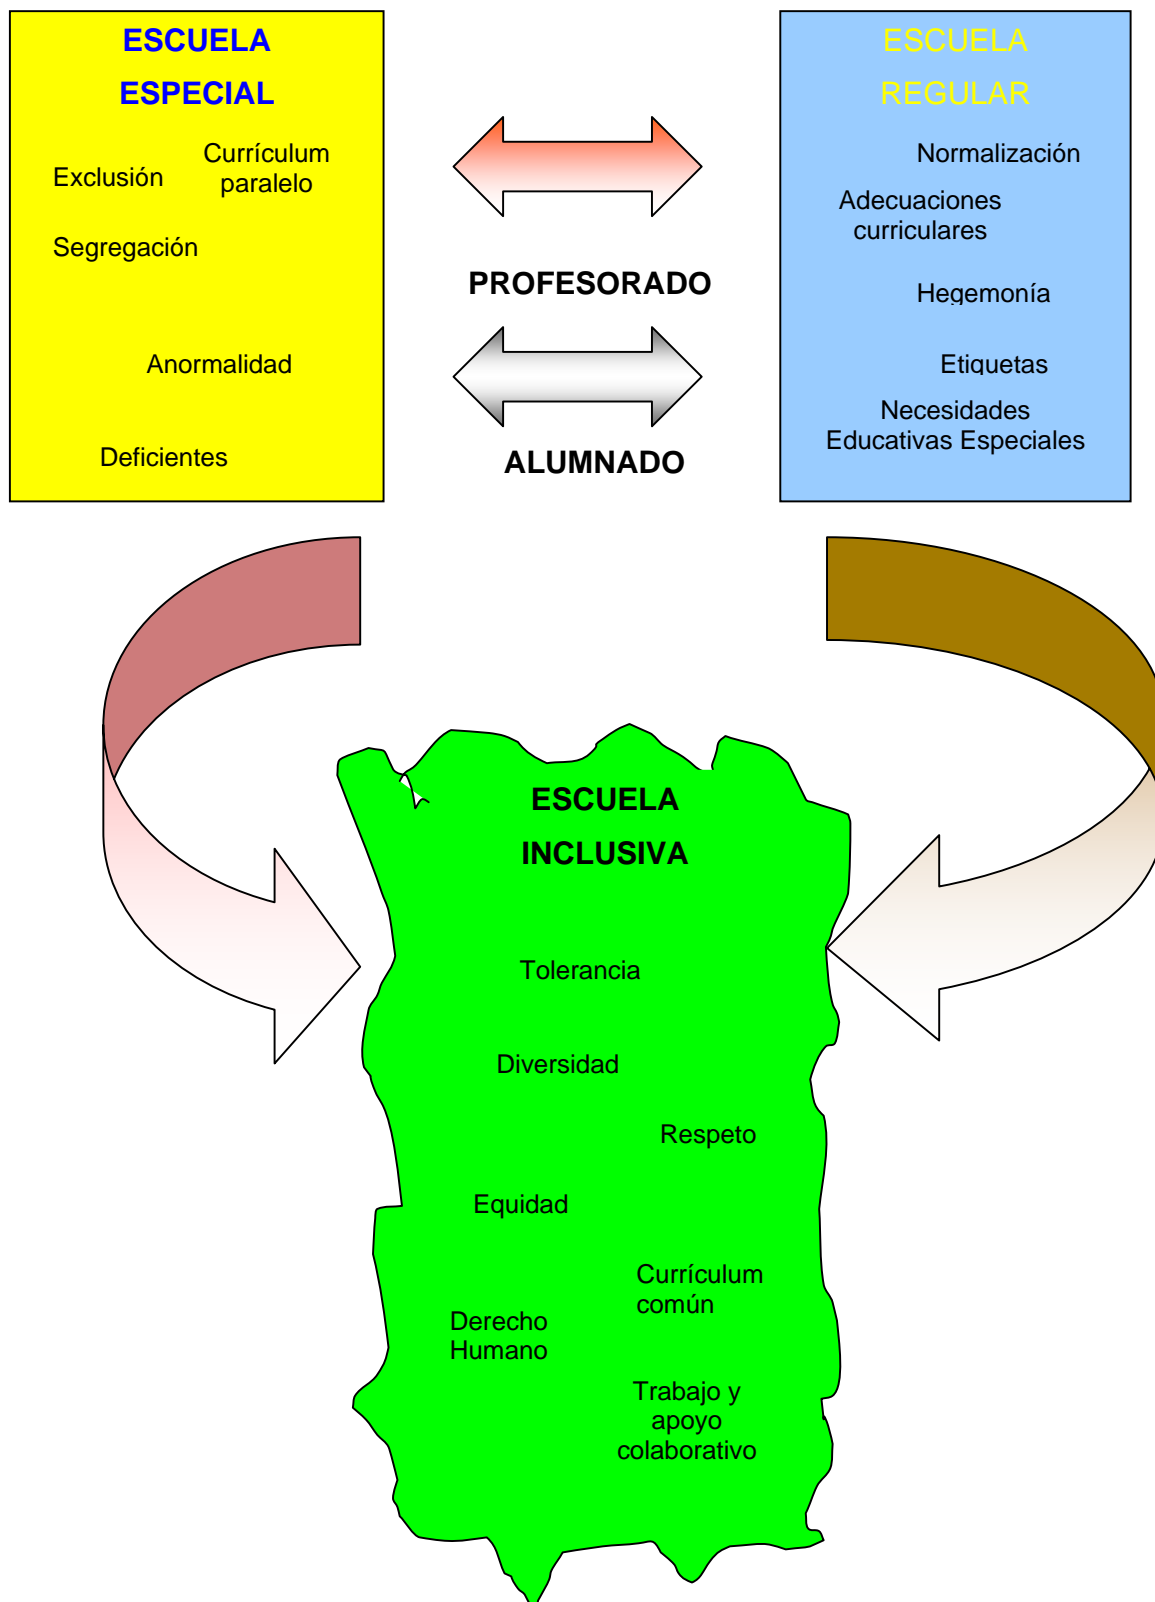 ESCUELA
ESPECIAL
Currículum
paralelo
Exclusión
Segregación
Anormalidad
Deficientes
PROFESORADO
ALUMNADO
ESCUELA
REGULAR
Normalización
Adecuaciones
curriculares
Hegemonía
Etiquetas
Necesidades
Educativas Especiales
ESCUELA
INCLUSIVA
Tolerancia
Diversidad
Respeto
Equidad
Currículum
común
Derecho
Humano
Trabajo y
apoyo
colaborativo